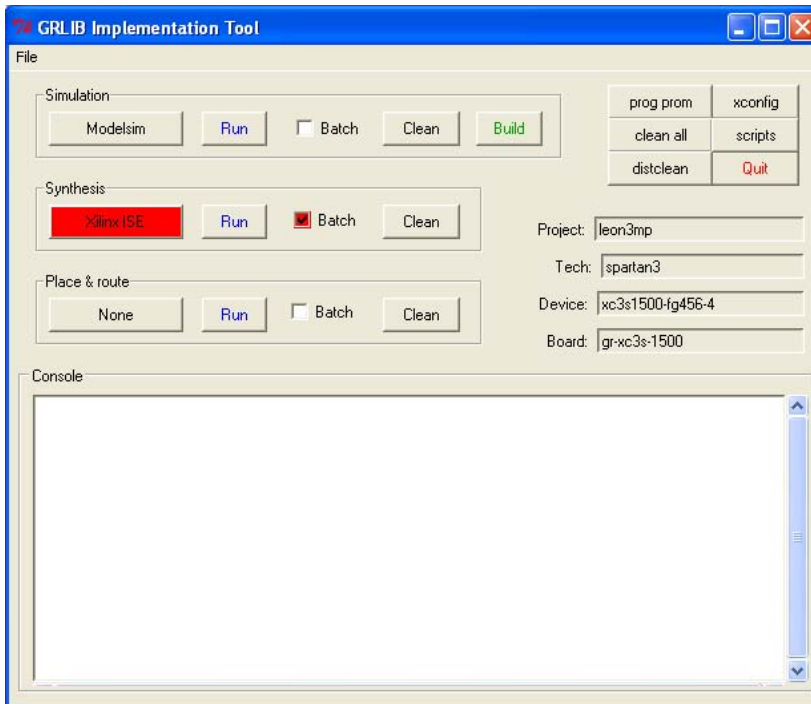 GRLIB Implementation Tool
File
Simulation
Modelsim Run Batch Clean Build
prog prom xconfig
clean all scripts
distclean Quit
Synthesis
Xilinx ISE Run Batch Clean
Project: leon3mp
Tech: spartan3
Device: xc3s1500-fg456-4
Board: gr-xc3s-1500
Place & route
None Run Batch Clean
Console